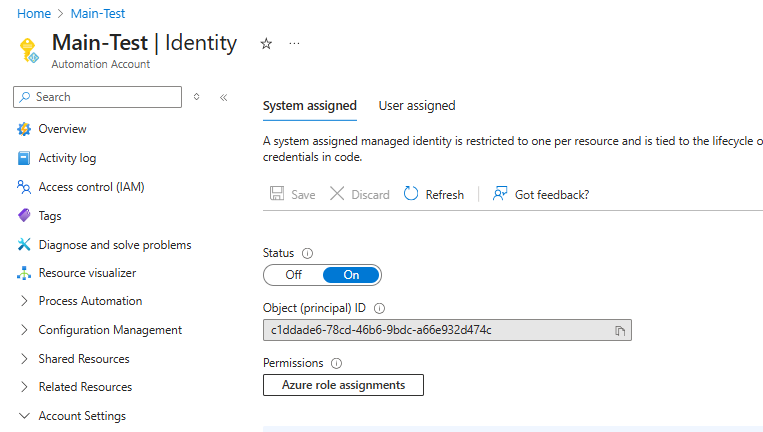 Home > Main-Test
Main-Test | Identity
Automation Account
Search
Overview
Activity log
Access control (IAM)
Tags
Diagnose and solve problems
Resource visualizer
Process Automation
Configuration Management
Shared Resources
Related Resources
Account Settings
System assigned User assigned
A system assigned managed identity is restricted to one per resource and is tied to the lifecycle o
credentials in code.
Save Discard Refresh Got feedback?
Status
Off On
Object (principal) ID
c1ddade6-78cd-46b6-9bdc-a66e932d474c
Permissions
Azure role assignments